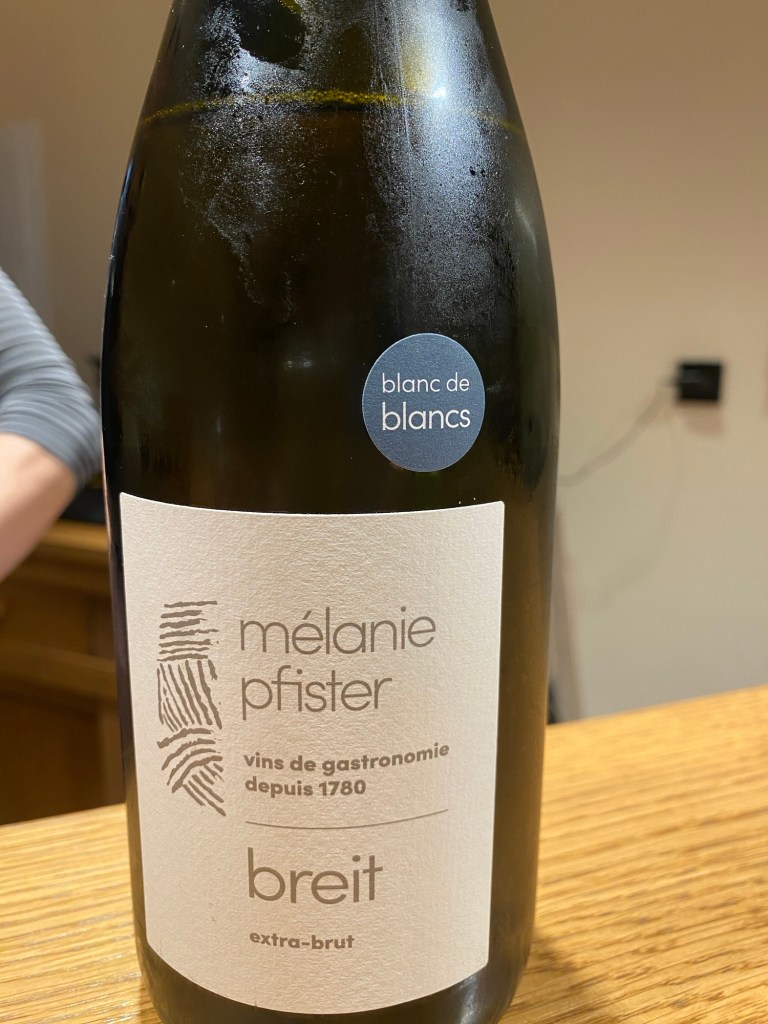 blanc de
blancs
mélanie
pfister
vins de gastronomie
depuis 1780
breit
extra-brut